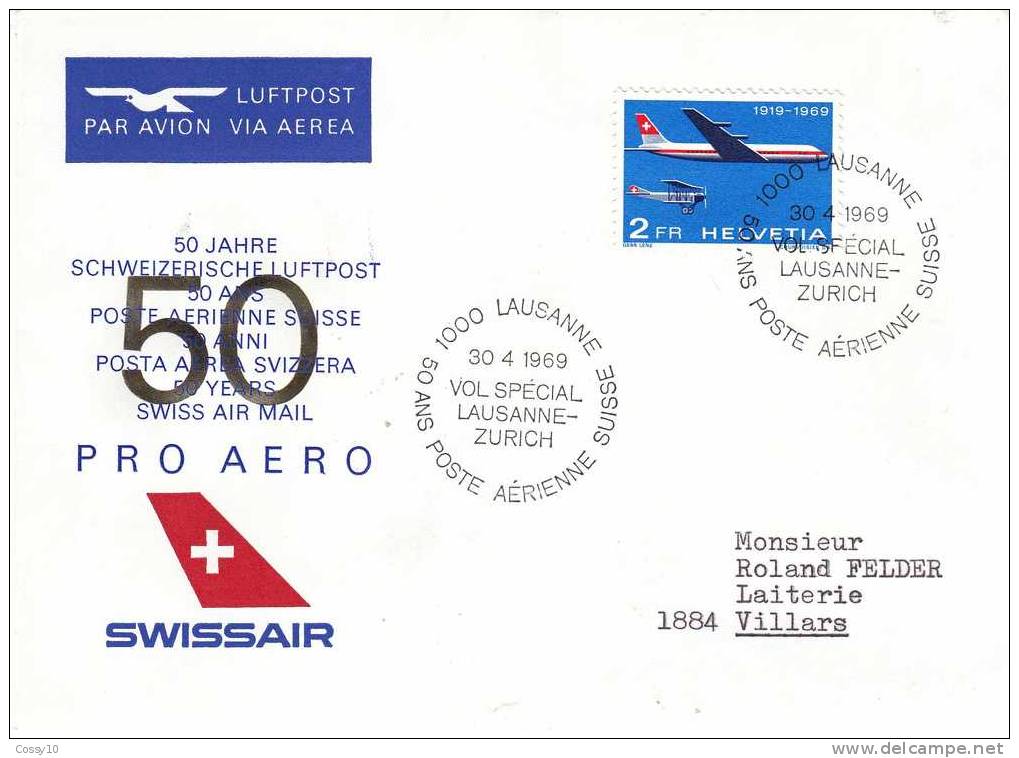 LUFTPOST
PAR AVION VIA AEREA
50 JAHRE
SCHWEIZERISCHE LUFTPOST
50 ANS
POSTE AERIENNE SUISSE
50 ANNI
POSTA AEREA SVIZZERA
50 YEARS
SWISS AIR MAIL
50
PRO AERO
SWISSAIR
1919-1969
2 FR HELVETIA
1000 LAUSANNE
30 4 1969
VOL SPÉCIAL
LAUSANNE-
ZURICH
50 ANS POSTE AÉRIENNE SUISSE
1000 LAUSANNE
30 4 1969
VOL SPÉCIAL
LAUSANNE-
ZURICH
50 ANS POSTE AÉRIENNE SUISSE
Monsieur
Roland FELDER
Laiterie
1884 Villars
Cossy10
www.delcampe.net